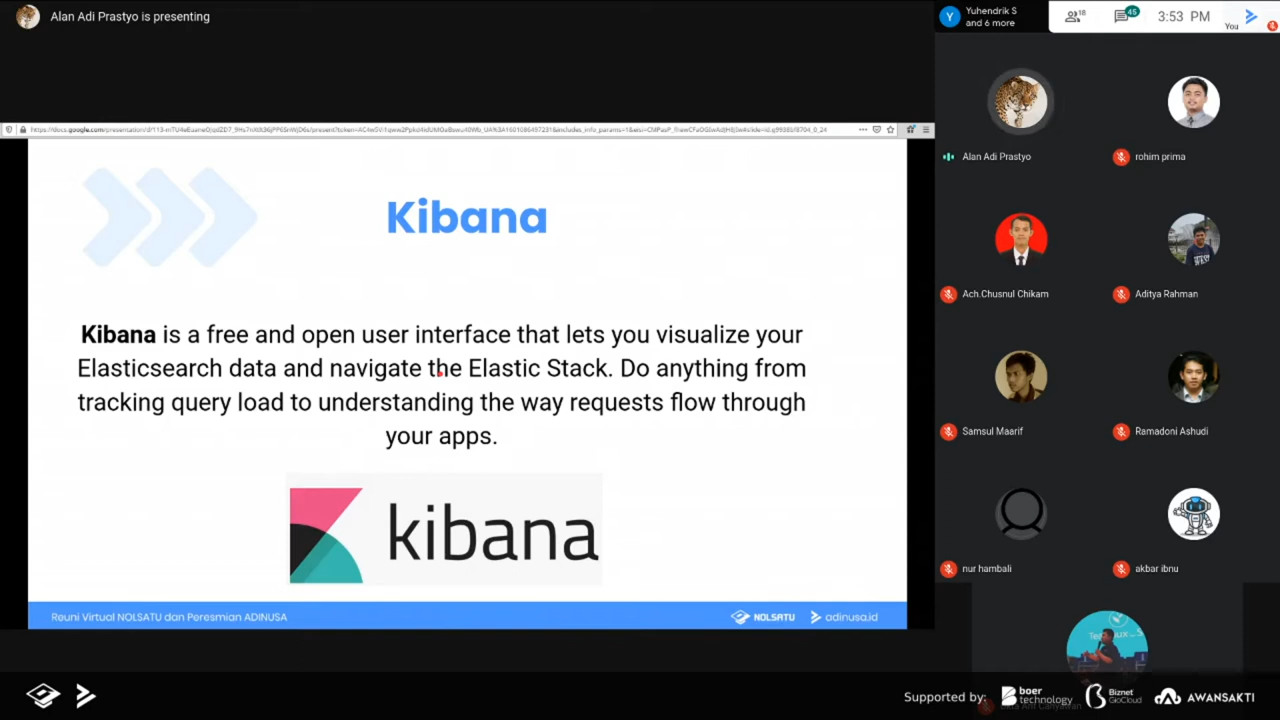 Alan Adi Prastyo is presenting
Yuhendrik S
and 6 more
18
45
3:53 PM
You
Kibana
Kibana is a free and open user interface that lets you visualize your
Elasticsearch data and navigate the Elastic Stack. Do anything from
tracking query load to understanding the way requests flow through
your apps.
kibana
Reuni Virtual NOLSATU dan Peresmian ADINUSA
NOLSATU
adinusa.id
Alan Adi Prastyo
rohim prima
Ach.Chusnul Chikam
Aditya Rahman
Samsul Maarif
Ramadoni Ashudi
nur hambali
akbar ibnu
Supported by:
boer
technology
Biznet
GioCloud
AWANSAKTI